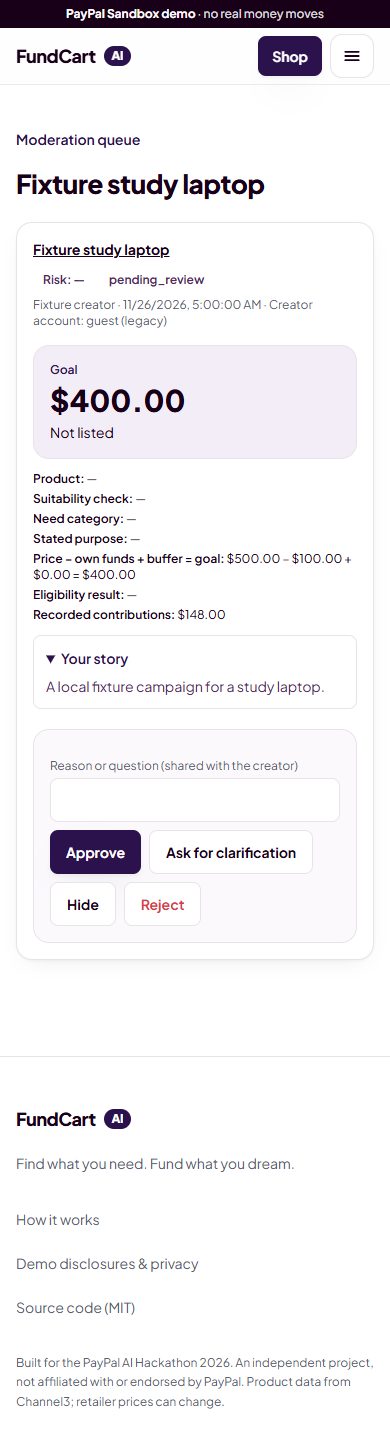 PayPal Sandbox demo · no real money moves
FundCart AI
Shop
Moderation queue
Fixture study laptop
Fixture study laptop
Risk: — pending_review
Fixture creator · 11/26/2026, 5:00:00 AM · Creator
account: guest (legacy)
Goal
$400.00
Not listed
Product: —
Suitability check: —
Need category: —
Stated purpose: —
Price − own funds + buffer = goal: $500.00 − $100.00 +
$0.00 = $400.00
Eligibility result: —
Recorded contributions: $148.00
▼ Your story
A local fixture campaign for a study laptop.
Reason or question (shared with the creator)
Approve
Ask for clarification
Hide
Reject
FundCart AI
Find what you need. Fund what you dream.
How it works
Demo disclosures & privacy
Source code (MIT)
Built for the PayPal AI Hackathon 2026. An independent project,
not affiliated with or endorsed by PayPal. Product data from
Channel3; retailer prices can change.